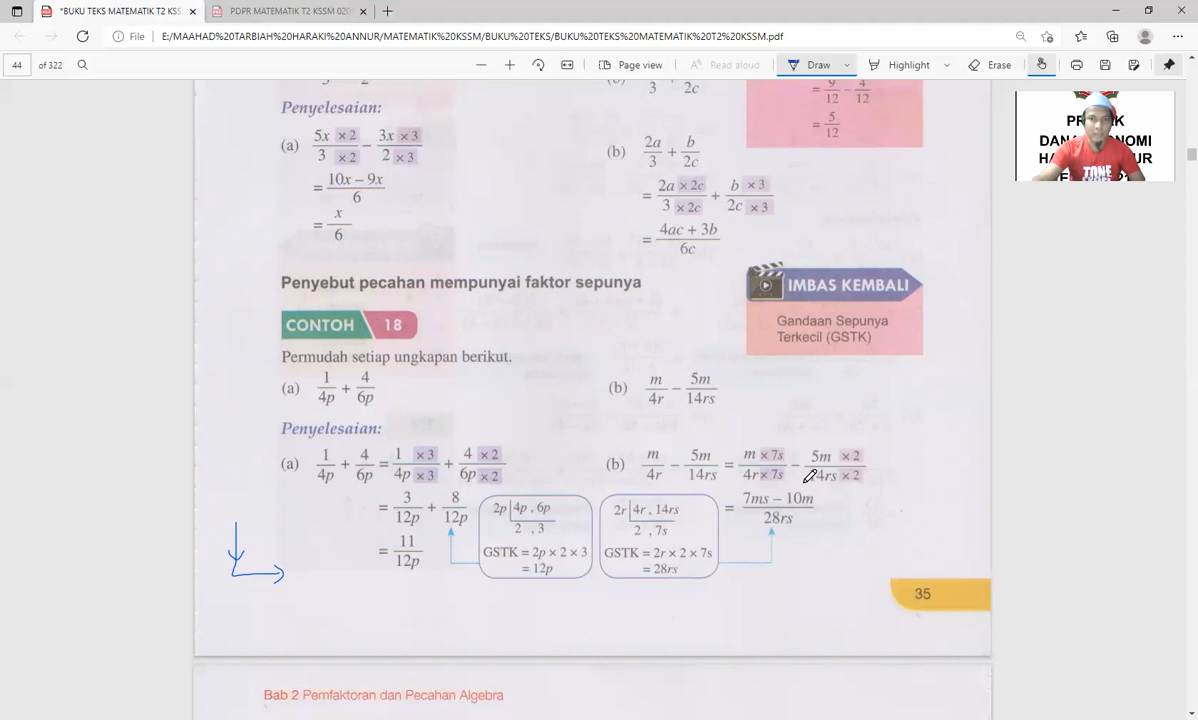 *BUKU TEKS MATEMATIK T2 KSS
PDPR MATEMATIK T2 KSSM 020
File
E:/MAAHAD%20TARBIAH%20HARAKI%20ANNUR/MATEMATIK%20KSSM/BUKU%20TEKS/BUKU%20TEKS%20MATEMATIK%20T2%20KSSM.pdf
44 of 322
Page view
Read aloud
Draw
Highlight
Erase
Penyelesaian:
(a) 5x × 2 / 3 × 2 − 3x × 3 / 2 × 3
= 10x − 9x / 6
= x / 6
3 2c
(b) 2a/3 + b/2c
= 2a × 2c / 3 × 2c + b × 3 / 2c × 3
= 4ac + 3b / 6c
= 9/12 − 4/12
= 5/12
Penyebut pecahan mempunyai faktor sepunya
IMBAS KEMBALI
Gandaan Sepunya
Terkecil (GSTK)
CONTOH 18
Permudah setiap ungkapan berikut.
(a) 1/4p + 4/6p
(b) m/4r − 5m/14rs
Penyelesaian:
(a) 1/4p + 4/6p = 1 × 3 / 4p × 3 + 4 × 2 / 6p × 2
= 3/12p + 8/12p
= 11/12p
2p 4p , 6p
2 , 3
GSTK = 2p × 2 × 3
= 12p
(b) m/4r − 5m/14rs = m × 7s / 4r × 7s − 5m × 2 / 4rs × 2
= 7ms − 10m / 28rs
2r 4r , 14rs
2 , 7s
GSTK = 2r × 2 × 7s
= 28rs
35
Bab 2 Pemfaktoran dan Pecahan Algebra